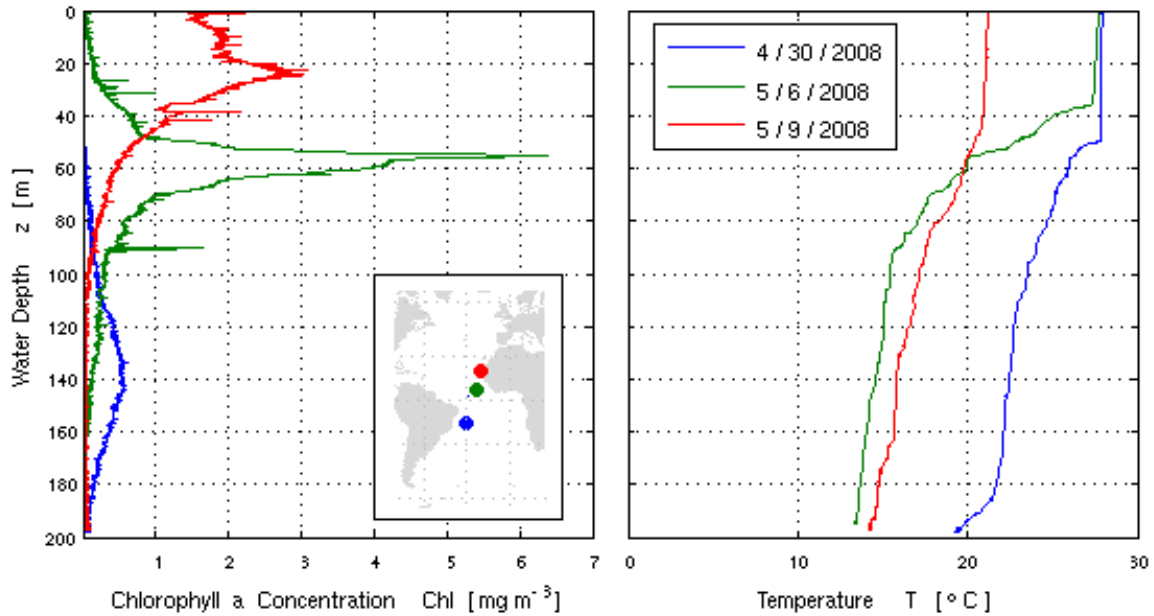 0
20
40
60
80
100
120
140
160
180
200
Water Depth z [m]
1 2 3 4 5 6 7
Chlorophyll a Concentration Chl [mg m⁻³]
4 / 30 / 2008
5 / 6 / 2008
5 / 9 / 2008
0 10 20 30
Temperature T [°C]